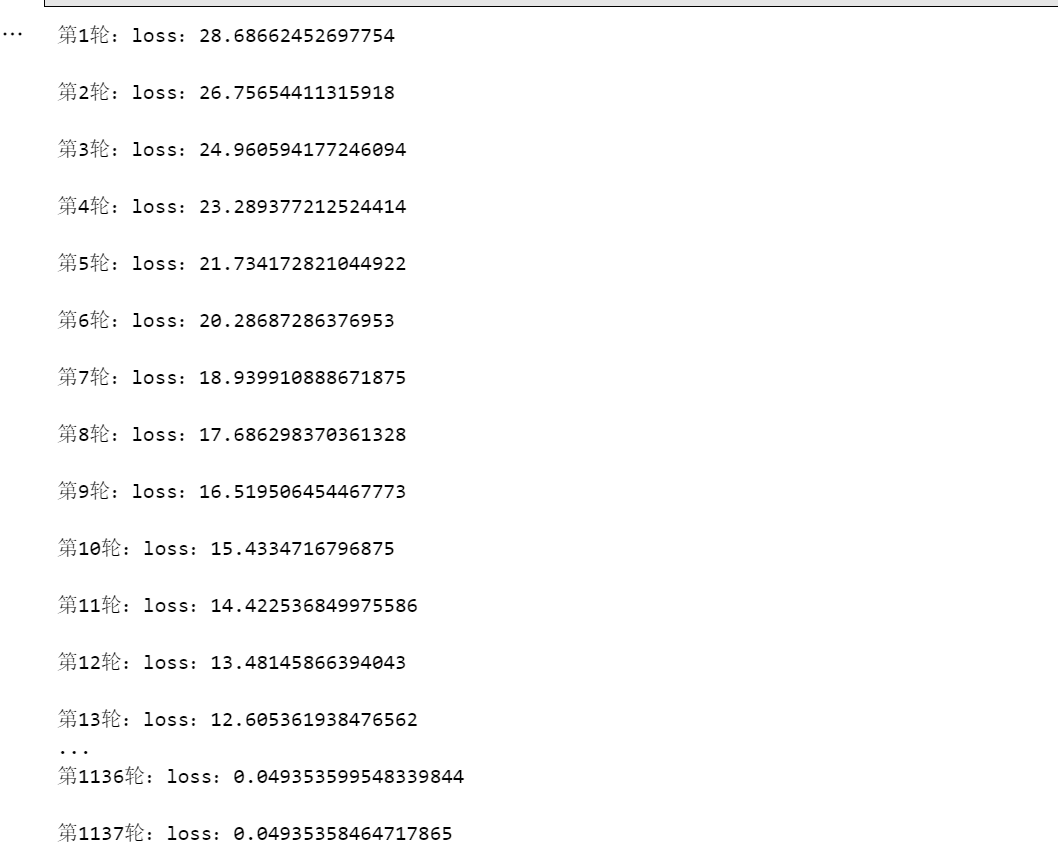 ...
第1轮：loss：28.68662452697754
第2轮：loss：26.75654411315918
第3轮：loss：24.960594177246094
第4轮：loss：23.289377212524414
第5轮：loss：21.734172821044922
第6轮：loss：20.28687286376953
第7轮：loss：18.939910888671875
第8轮：loss：17.686298370361328
第9轮：loss：16.519506454467773
第10轮：loss：15.4334716796875
第11轮：loss：14.422536849975586
第12轮：loss：13.48145866394043
第13轮：loss：12.605361938476562
...
第1136轮：loss：0.049353599548339844
第1137轮：loss：0.04935358464717865